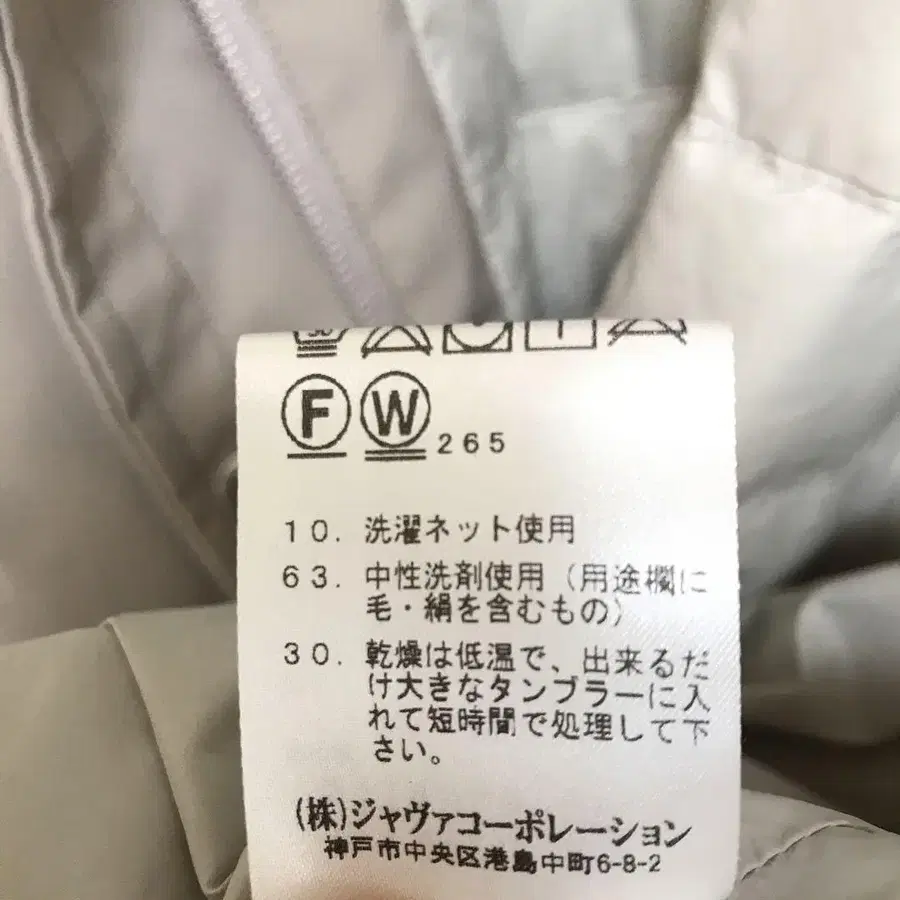 F W 265
10. 洗濯ネット使用
63. 中性洗剤使用（用途欄に
毛・絹を含むもの）
30. 乾燥は低温で、出来るだ
け大きなタンブラーに入
れて短時間で処理して下
さい。
(株)ジャヴァコーポレーション
神戸市中央区港島中町6-8-2